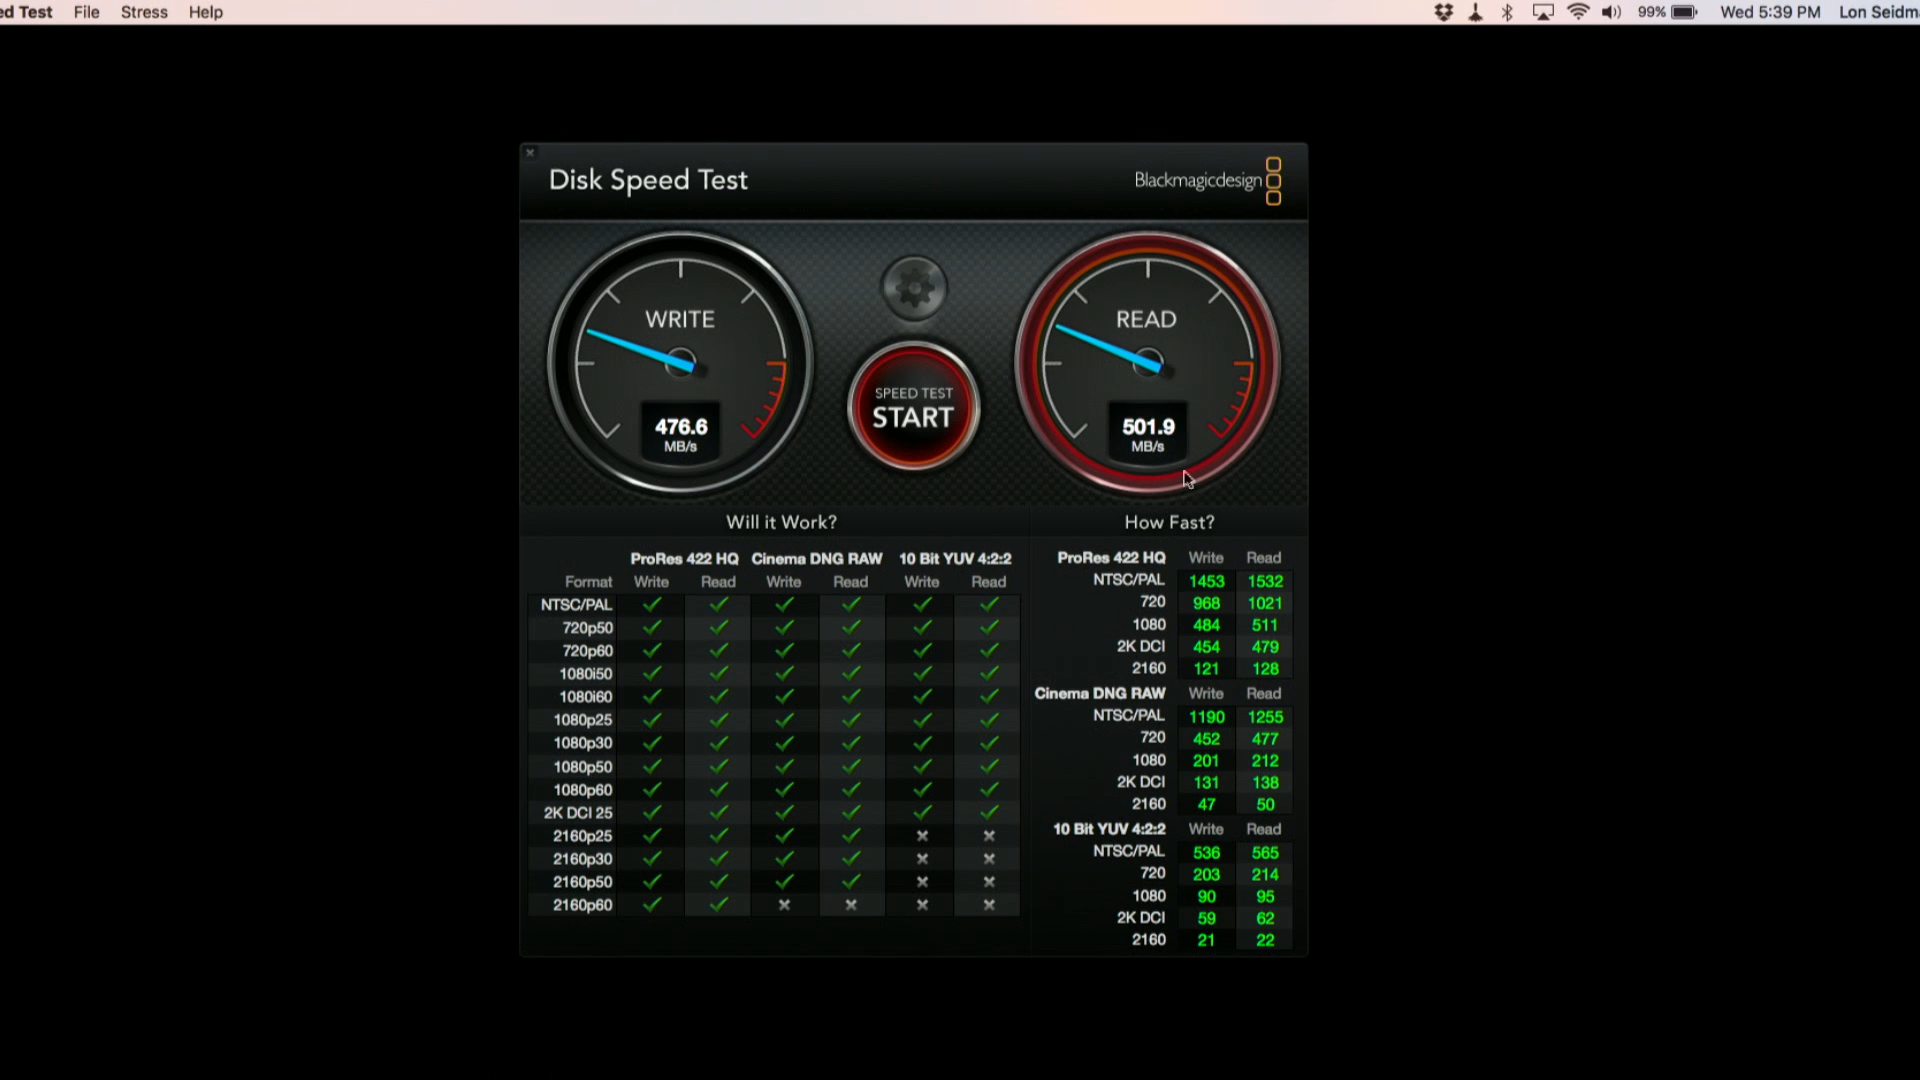 ed Test File Stress Help 99% Wed 5:39 PM Lon Seidm
Disk Speed Test
Blackmagicdesign
WRITE
476.6
MB/s
SPEED TEST
START
READ
501.9
MB/s
Will it Work?
ProRes 422 HQ Cinema DNG RAW 10 Bit YUV 4:2:2
Format Write Read Write Read Write Read
NTSC/PAL
720p50
720p60
1080i50
1080i60
1080p25
1080p30
1080p50
1080p60
2K DCI 25
2160p25
2160p30
2160p50
2160p60
How Fast?
ProRes 422 HQ Write Read
NTSC/PAL 1453 1532
720 968 1021
1080 484 511
2K DCI 454 479
2160 121 128
Cinema DNG RAW Write Read
NTSC/PAL 1190 1255
720 452 477
1080 201 212
2K DCI 131 138
2160 47 50
10 Bit YUV 4:2:2 Write Read
NTSC/PAL 536 565
720 203 214
1080 90 95
2K DCI 59 62
2160 21 22